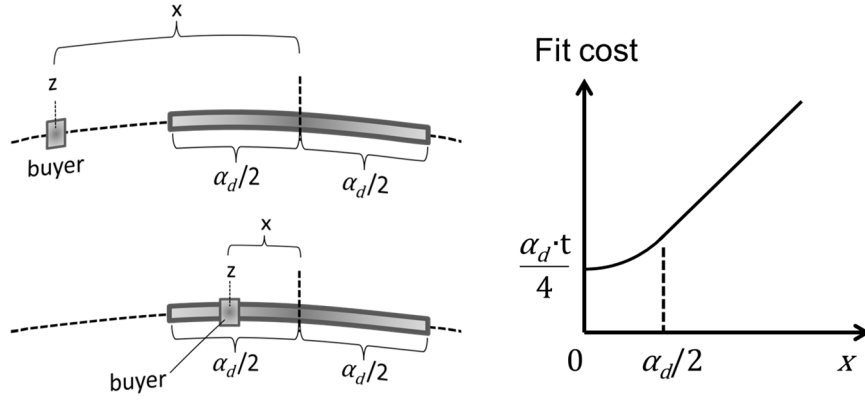 x
z
buyer
α_d/2
α_d/2
x
z
buyer
α_d/2
α_d/2
Fit cost
α_d·t
4
0
α_d/2
x